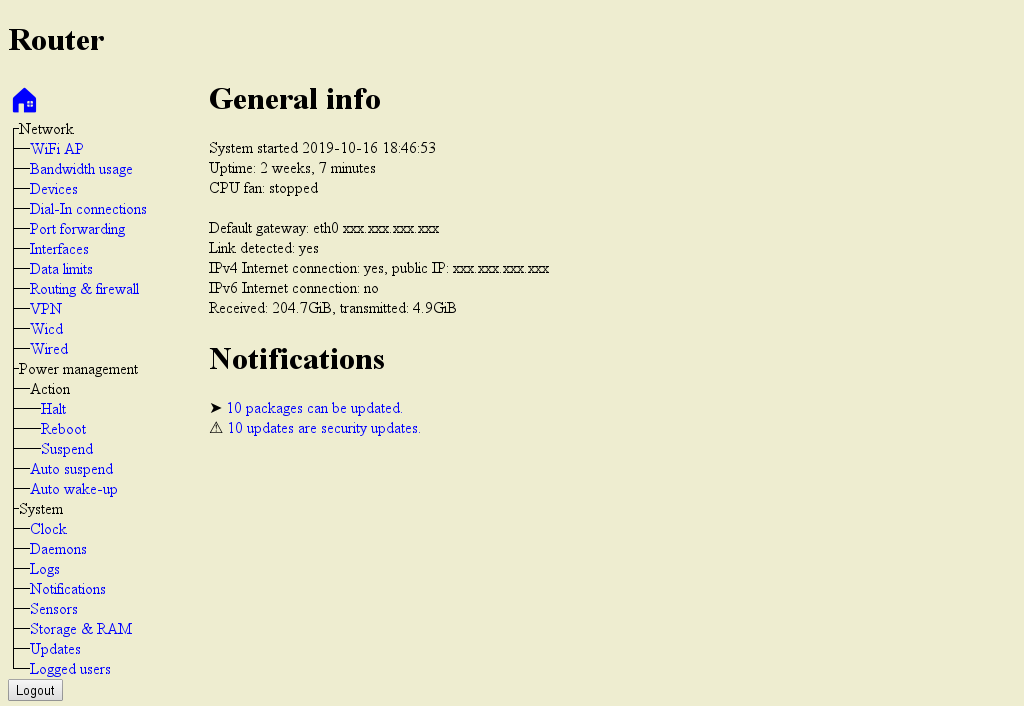 Router
Network
WiFi AP
Bandwidth usage
Devices
Dial-In connections
Port forwarding
Interfaces
Data limits
Routing & firewall
VPN
Wicd
Wired
Power management
Action
Halt
Reboot
Suspend
Auto suspend
Auto wake-up
System
Clock
Daemons
Logs
Notifications
Sensors
Storage & RAM
Updates
Logged users
Logout
General info
System started 2019-10-16 18:46:53
Uptime: 2 weeks, 7 minutes
CPU fan: stopped
Default gateway: eth0 xxx.xxx.xxx.xxx
Link detected: yes
IPv4 Internet connection: yes, public IP: xxx.xxx.xxx.xxx
IPv6 Internet connection: no
Received: 204.7GiB, transmitted: 4.9GiB
Notifications
➤ 10 packages can be updated.
⚠ 10 updates are security updates.